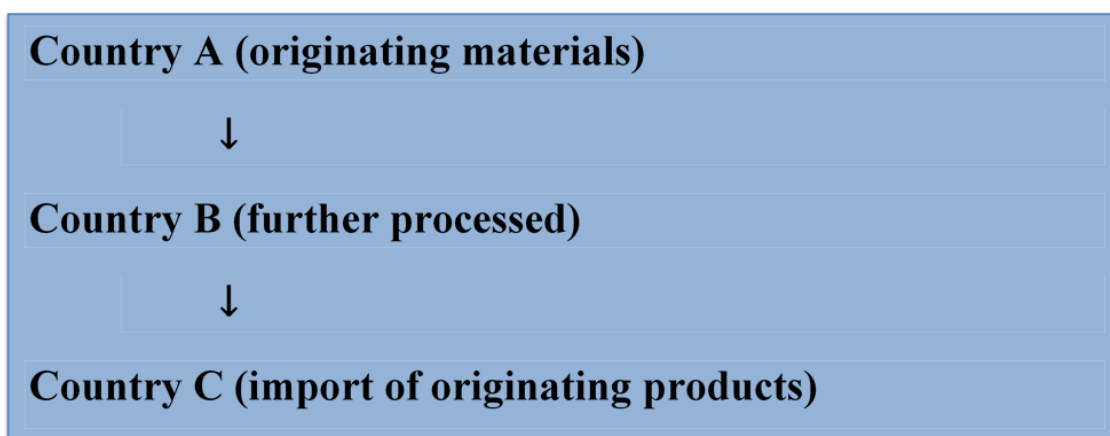 Country A (originating materials)
↓
Country B (further processed)
↓
Country C (import of originating products)